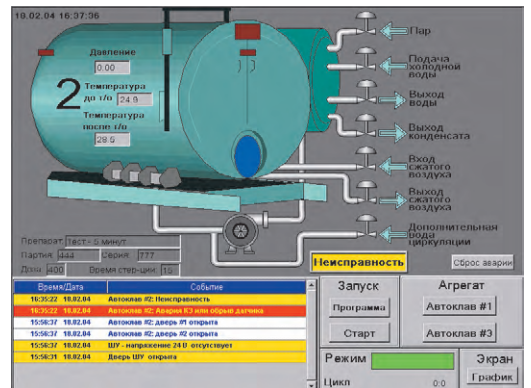 10.02.04 16:37:36
Давление
0.00
2
Температура
до т/о 24.9
Температура
после т/о
28.5
Пар
Подача
холодной
воды
Выход
воды
Выход
конденсата
Вход
сжатого
воздуха
Выход
сжатого
воздуха
Дополнительная
вода
циркуляции
Препарат: тест - 5 минут
Партия: 444 Серия: 777
Доза: 400 Время стер-ции: 15
Неисправность
Сброс аварии
Время/Дата Событие
16:35:22 10.02.04 Автоклав #2: Неисправность
16:35:22 10.02.04 Автоклав #2: Авария КЗ или обрыв датчика
15:56:37 10.02.04 Автоклав #2: дверь #1 открыта
15:56:37 10.02.04 Автоклав #2: дверь #2 открыта
15:56:37 10.02.04 ШУ - напряжение 24 В отсутствует
15:56:31 10.02.04 Дверь ШУ открыта
Запуск
Программа
Старт
Агрегат
Автоклав #1
Автоклав #3
Режим
Цикл 0:0
Экран
График